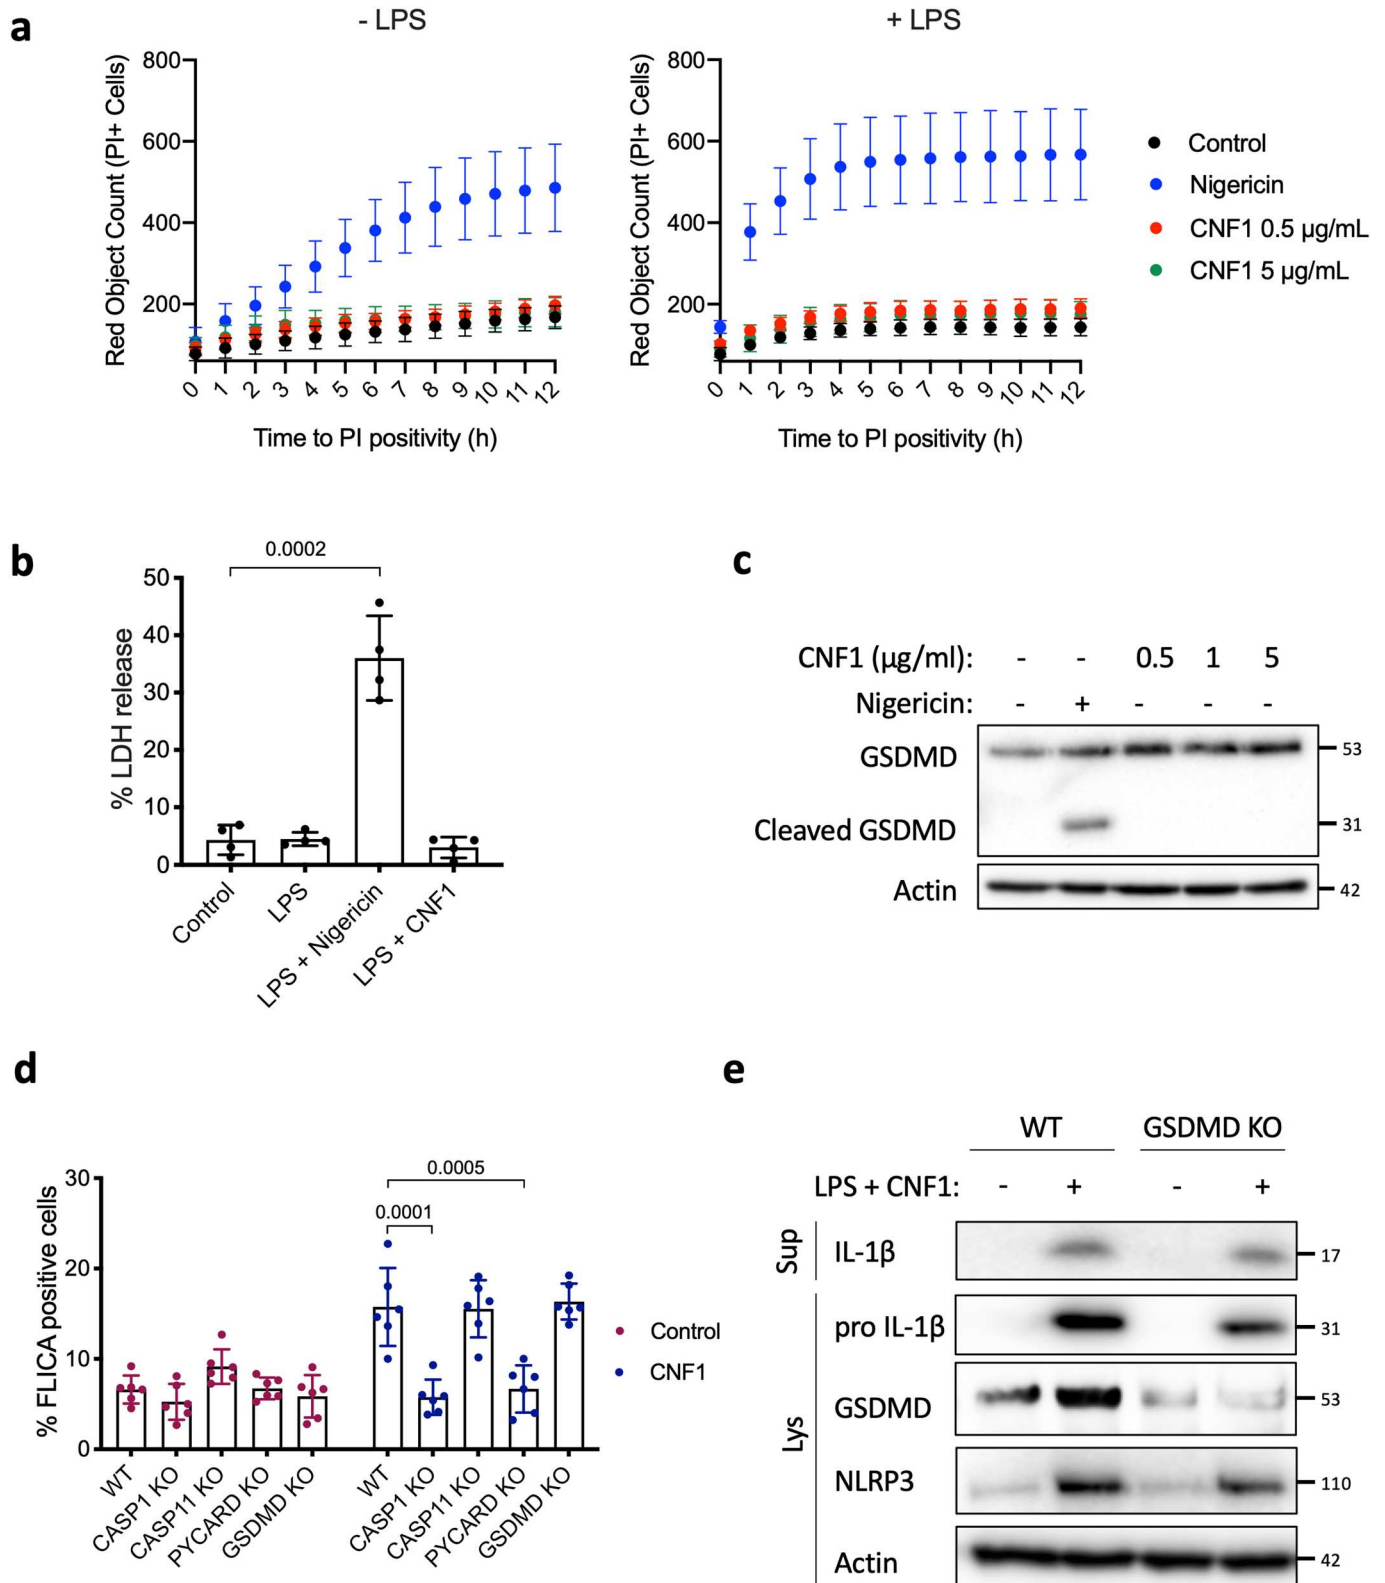 a
- LPS
+ LPS
Red Object Count (PI+ Cells)
800
600
400
200
0 1 2 3 4 5 6 7 8 9 10 11 12
Time to PI positivity (h)
Red Object Count (PI+ Cells)
800
600
400
200
0 1 2 3 4 5 6 7 8 9 10 11 12
Time to PI positivity (h)
Control
Nigericin
CNF1 0.5 µg/mL
CNF1 5 µg/mL
b
0.0002
% LDH release
50
40
30
20
10
0
Control
LPS
LPS + Nigericin
LPS + CNF1
c
CNF1 (µg/ml): - - 0.5 1 5
Nigericin: - + - - -
GSDMD 53
Cleaved GSDMD 31
Actin 42
d
0.0005
0.0001
% FLICA positive cells
30
20
10
0
WT
CASP1 KO
CASP11 KO
PYCARD KO
GSDMD KO
WT
CASP1 KO
CASP11 KO
PYCARD KO
GSDMD KO
Control
CNF1
e
WT GSDMD KO
LPS + CNF1: - + - +
Sup
IL-1β 17
Lys
pro IL-1β 31
GSDMD 53
NLRP3 110
Actin 42